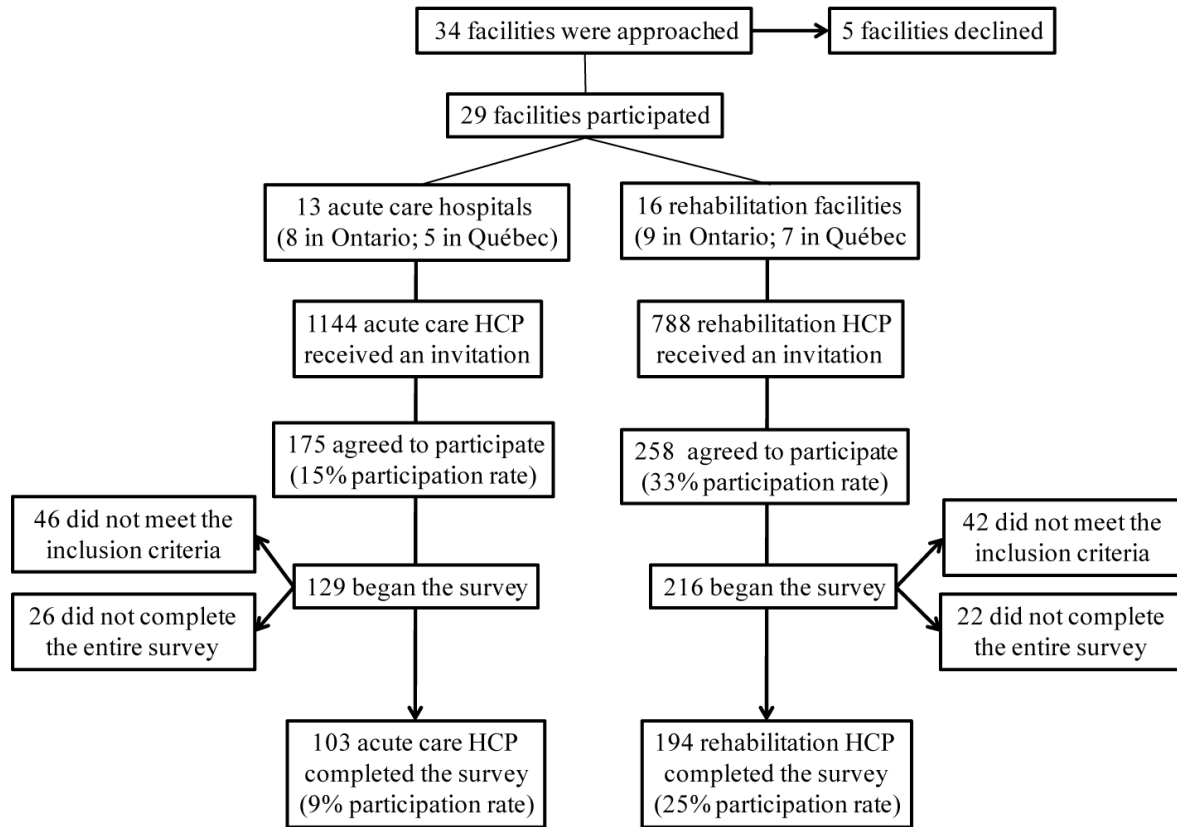 34 facilities were approached
5 facilities declined
29 facilities participated
13 acute care hospitals
(8 in Ontario; 5 in Québec)
16 rehabilitation facilities
(9 in Ontario; 7 in Québec
1144 acute care HCP
received an invitation
788 rehabilitation HCP
received an invitation
175 agreed to participate
(15% participation rate)
258 agreed to participate
(33% participation rate)
46 did not meet the
inclusion criteria
42 did not meet the
inclusion criteria
129 began the survey
216 began the survey
26 did not complete
the entire survey
22 did not complete
the entire survey
103 acute care HCP
completed the survey
(9% participation rate)
194 rehabilitation HCP
completed the survey
(25% participation rate)